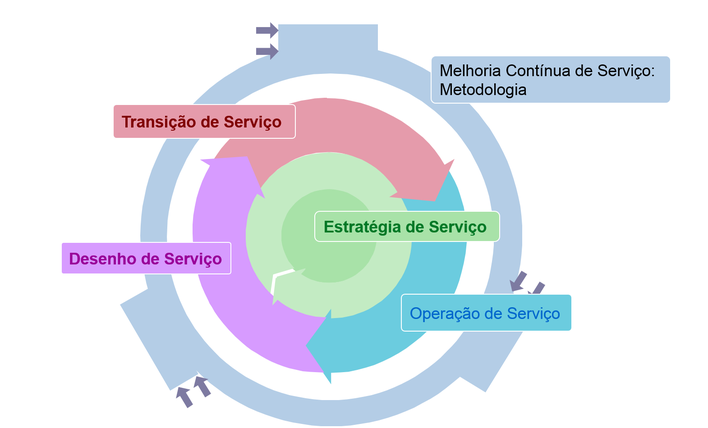 Melhoria Contínua de Serviço:
Metodologia
Transição de Serviço
Estratégia de Serviço
Desenho de Serviço
Operação de Serviço